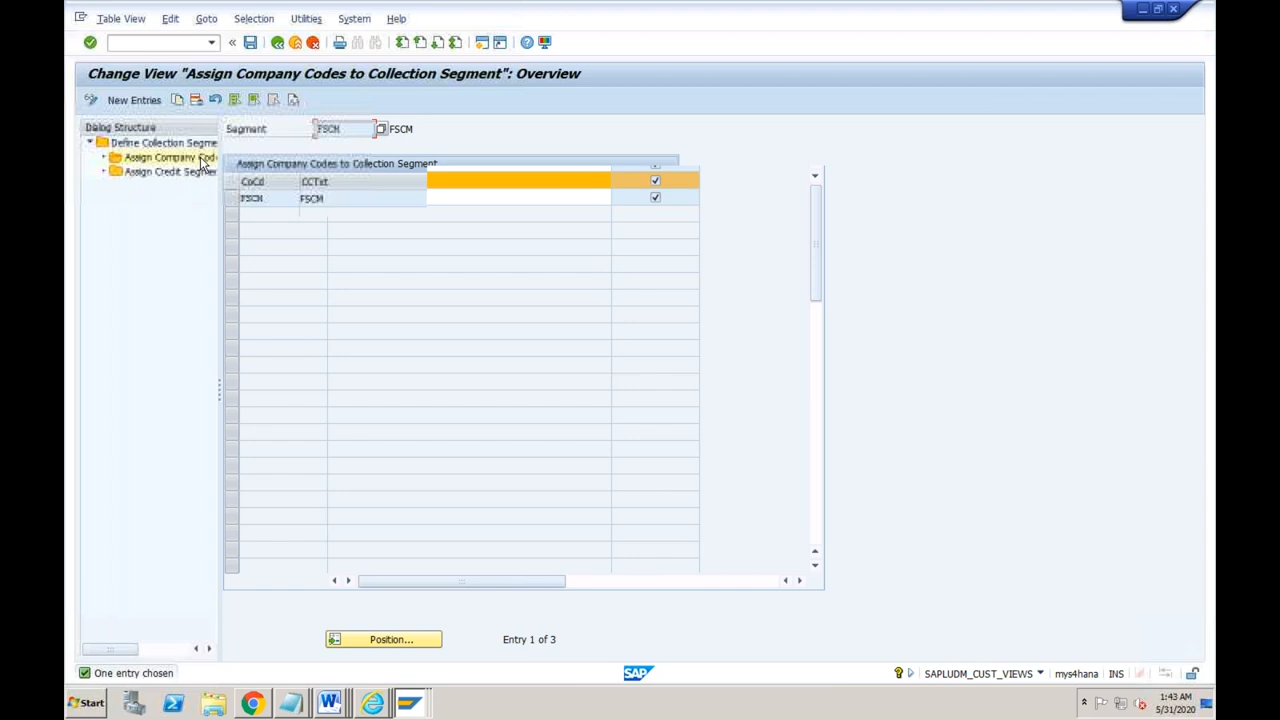 Table View Edit Goto Selection Utilities System Help
Change View "Assign Company Codes to Collection Segment": Overview
New Entries
Dialog Structure
Segment FSCM FSCM
Define Collection Segme
Assign Company Code
Assign Credit Segmen
Assign Company Codes to Collection Segment
CoCd CCTxt
FSCM FSCM
Position... Entry 1 of 3
One entry chosen
SAP
SAPLUDM_CUST_VIEWS mys4hana INS
Start
1:43 AM
5/31/2020